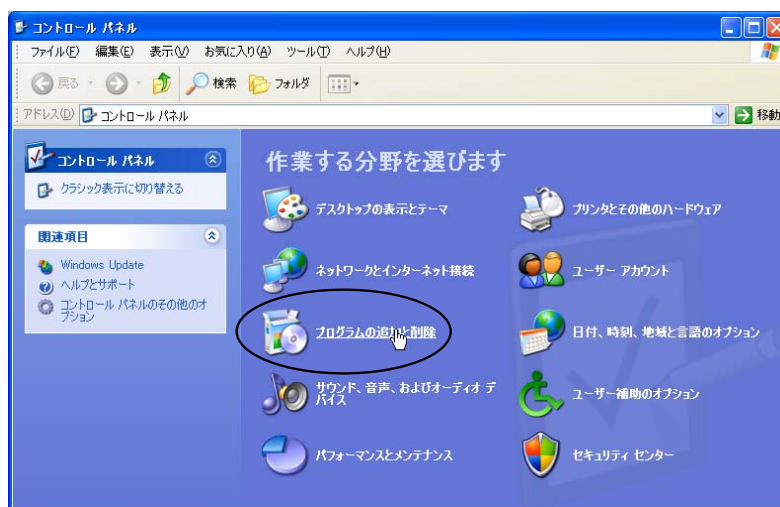 コントロール パネル
ファイル(F) 編集(E) 表示(V) お気に入り(A) ツール(T) ヘルプ(H)
戻る 検索 フォルダ
アドレス(D) コントロール パネル 移動
コントロール パネル
クラシック表示に切り替える
関連項目
Windows Update
ヘルプとサポート
コントロール パネルのその他のオ
プション
作業する分野を選びます
デスクトップの表示とテーマ
プリンタとその他のハードウェア
ネットワークとインターネット接続
ユーザー アカウント
プログラムの追加と削除
日付、時刻、地域と言語のオプション
サウンド、音声、およびオーディオ デ
バイス
ユーザー補助のオプション
パフォーマンスとメンテナンス
セキュリティ センター